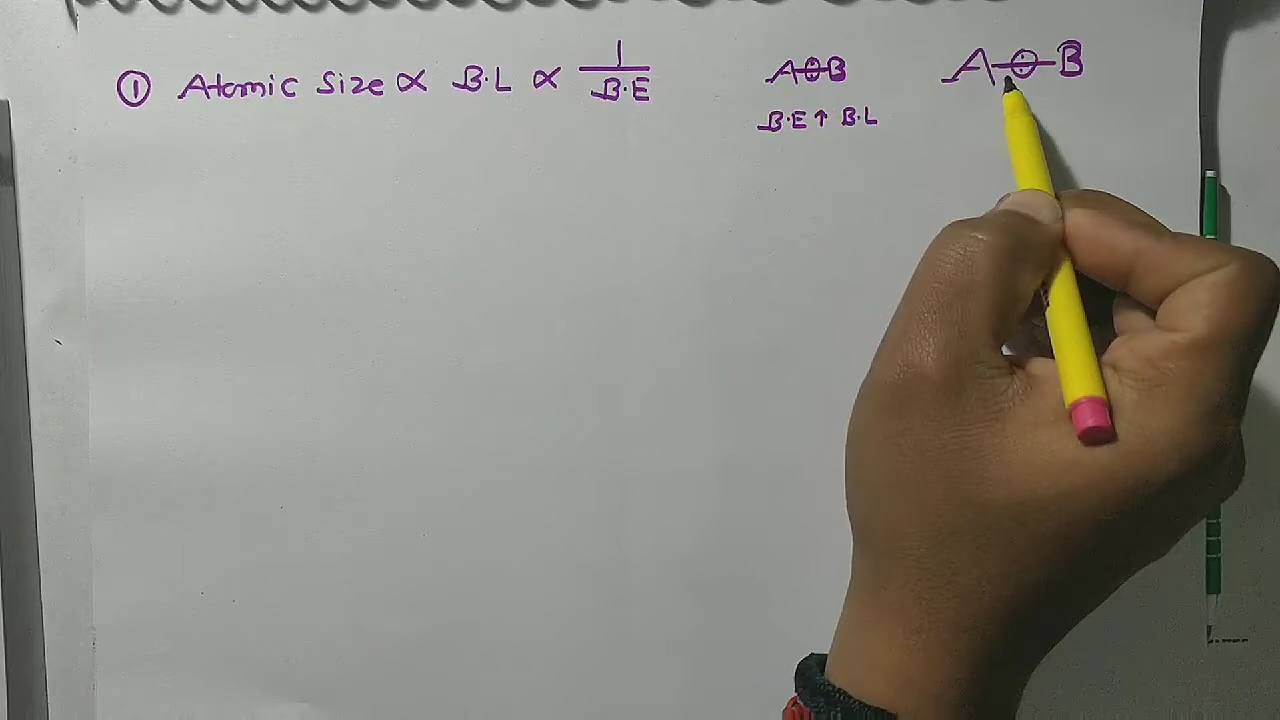 ① Atomic Size ∝ B.L ∝ 1/B.E
A-θ-B
A-θ-B
B.E ↑ B.L